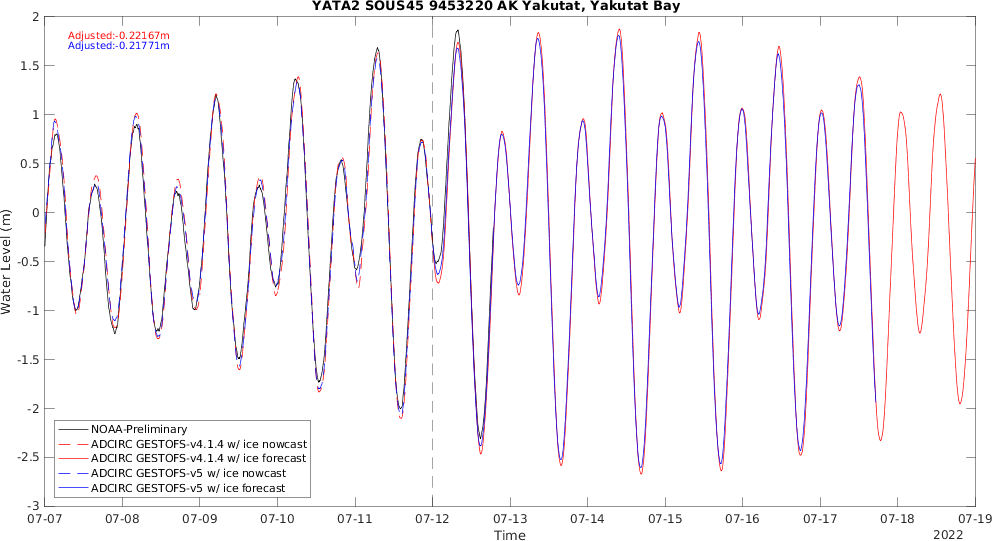 YATA2 SOUS45 9453220 AK Yakutat, Yakutat Bay
Adjusted:-0.22167m
Adjusted:-0.21771m
2
1.5
1
0.5
0
-0.5
-1
-1.5
-2
-2.5
-3
Water Level (m)
NOAA-Preliminary
ADCIRC GESTOFS-v4.1.4 w/ ice nowcast
ADCIRC GESTOFS-v4.1.4 w/ ice forecast
ADCIRC GESTOFS-v5 w/ ice nowcast
ADCIRC GESTOFS-v5 w/ ice forecast
07-07 07-08 07-09 07-10 07-11 07-12 07-13 07-14 07-15 07-16 07-17 07-18 07-19
Time
2022